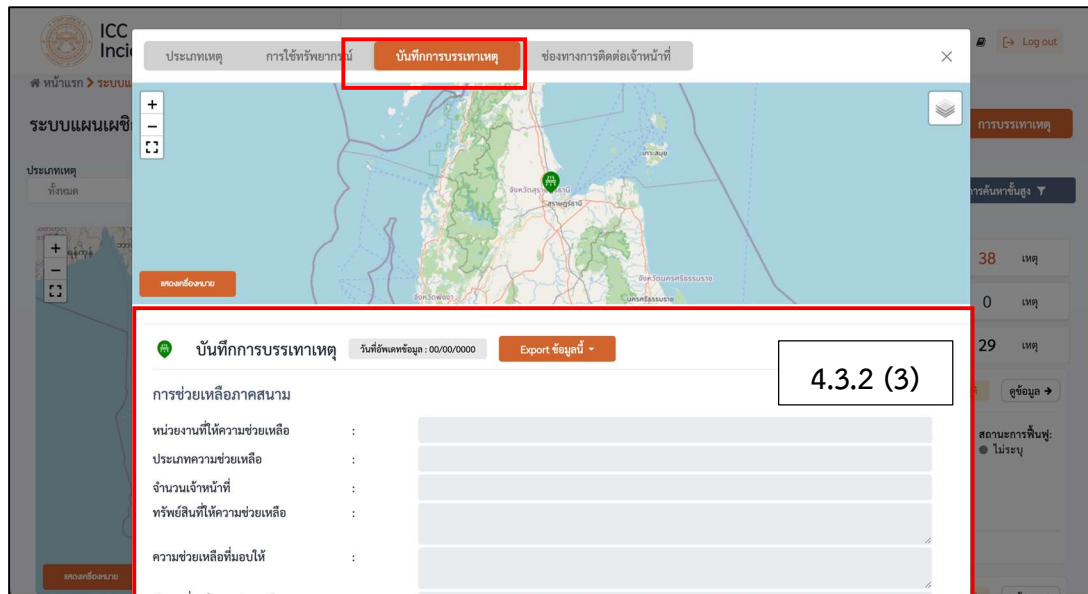 ICC
Inci
Log out
ประเภทเหตุ
การใช้ทรัพยากรณ์
บันทึกการบรรเทาเหตุ
ช่องทางการติดต่อเจ้าหน้าที่
หน้าแรก
ระบบแผนเผชิ
การบรรเทาเหตุ
ประเภทเหตุ
ทั้งหมด
การค้นหาขั้นสูง
เกาะสมุย
แสดงเครื่องหมาย
38 เหตุ
0 เหตุ
29 เหตุ
บันทึกการบรรเทาเหตุ
วันที่อัพเดทข้อมูล : 00/00/0000
Export ข้อมูลนี้
4.3.2 (3)
ดูข้อมูล
การช่วยเหลือภาคสนาม
หน่วยงานที่ให้ความช่วยเหลือ :
สถานะการฟื้นฟู:
ไม่ระบุ
ประเภทความช่วยเหลือ :
จำนวนเจ้าหน้าที่ :
ทรัพย์สินที่ให้ความช่วยเหลือ :
ความช่วยเหลือที่มอบให้ :
แสดงเครื่องหมาย